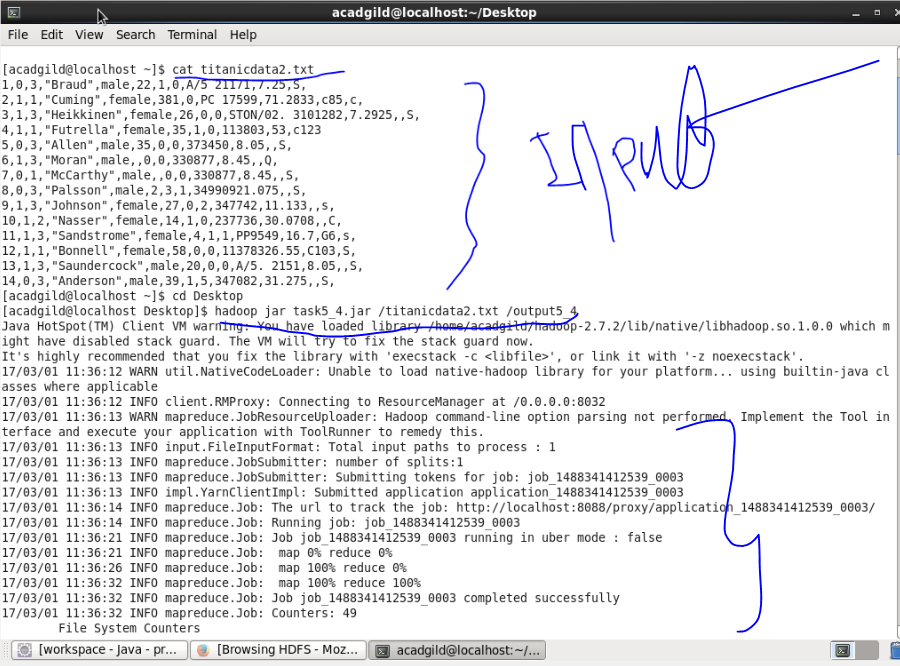 acadgild@localhost:~/Desktop
File Edit View Search Terminal Help
[acadgild@localhost ~]$ cat titanicdata2.txt
1,0,3,"Braud",male,22,1,0,A/5 21171,7.25,S,
2,1,1,"Cuming",female,381,0,PC 17599,71.2833,c85,c,
3,1,3,"Heikkinen",female,26,0,0,STON/02. 3101282,7.2925,,S,
4,1,1,"Futrella",female,35,1,0,113803,53,c123
5,0,3,"Allen",male,35,0,0,373450,8.05,,S,
6,1,3,"Moran",male,,0,0,330877,8.45,,Q,
7,0,1,"McCarthy",male,,0,0,330877,8.45,,S,
8,0,3,"Palsson",male,2,3,1,34990921.075,,S,
9,1,3,"Johnson",female,27,0,2,347742,11.133,,s,
10,1,2,"Nasser",female,14,1,0,237736,30.0708,,C,
11,1,3,"Sandstrome",female,4,1,1,PP9549,16.7,G6,s,
12,1,1,"Bonnell",female,58,0,0,11378326.55,C103,S,
13,1,3,"Saundercock",male,20,0,0,A/5. 2151,8.05,,S,
14,0,3,"Anderson",male,39,1,5,347082,31.275,,S,
Input
[acadgild@localhost ~]$ cd Desktop
[acadgild@localhost Desktop]$ hadoop jar task5_4.jar /titanicdata2.txt /output5_4
Java HotSpot(TM) Client VM warning: You have loaded library /home/acadgild/hadoop-2.7.2/lib/native/libhadoop.so.1.0.0 which m
ight have disabled stack guard. The VM will try to fix the stack guard now.
It's highly recommended that you fix the library with 'execstack -c <libfile>', or link it with '-z noexecstack'.
17/03/01 11:36:12 WARN util.NativeCodeLoader: Unable to load native-hadoop library for your platform... using builtin-java cl
asses where applicable
17/03/01 11:36:12 INFO client.RMProxy: Connecting to ResourceManager at /0.0.0.0:8032
17/03/01 11:36:13 WARN mapreduce.JobResourceUploader: Hadoop command-line option parsing not performed. Implement the Tool in
terface and execute your application with ToolRunner to remedy this.
17/03/01 11:36:13 INFO input.FileInputFormat: Total input paths to process : 1
17/03/01 11:36:13 INFO mapreduce.JobSubmitter: number of splits:1
17/03/01 11:36:13 INFO mapreduce.JobSubmitter: Submitting tokens for job: job_1488341412539_0003
17/03/01 11:36:13 INFO impl.YarnClientImpl: Submitted application application_1488341412539_0003
17/03/01 11:36:14 INFO mapreduce.Job: The url to track the job: http://localhost:8088/proxy/application_1488341412539_0003/
17/03/01 11:36:14 INFO mapreduce.Job: Running job: job_1488341412539_0003
17/03/01 11:36:21 INFO mapreduce.Job: Job job_1488341412539_0003 running in uber mode : false
17/03/01 11:36:21 INFO mapreduce.Job:  map 0% reduce 0%
17/03/01 11:36:26 INFO mapreduce.Job:  map 100% reduce 0%
17/03/01 11:36:32 INFO mapreduce.Job:  map 100% reduce 100%
17/03/01 11:36:32 INFO mapreduce.Job: Job job_1488341412539_0003 completed successfully
17/03/01 11:36:32 INFO mapreduce.Job: Counters: 49
File System Counters
[workspace - Java - pr... [Browsing HDFS - Moz... acadgild@localhost:~/...